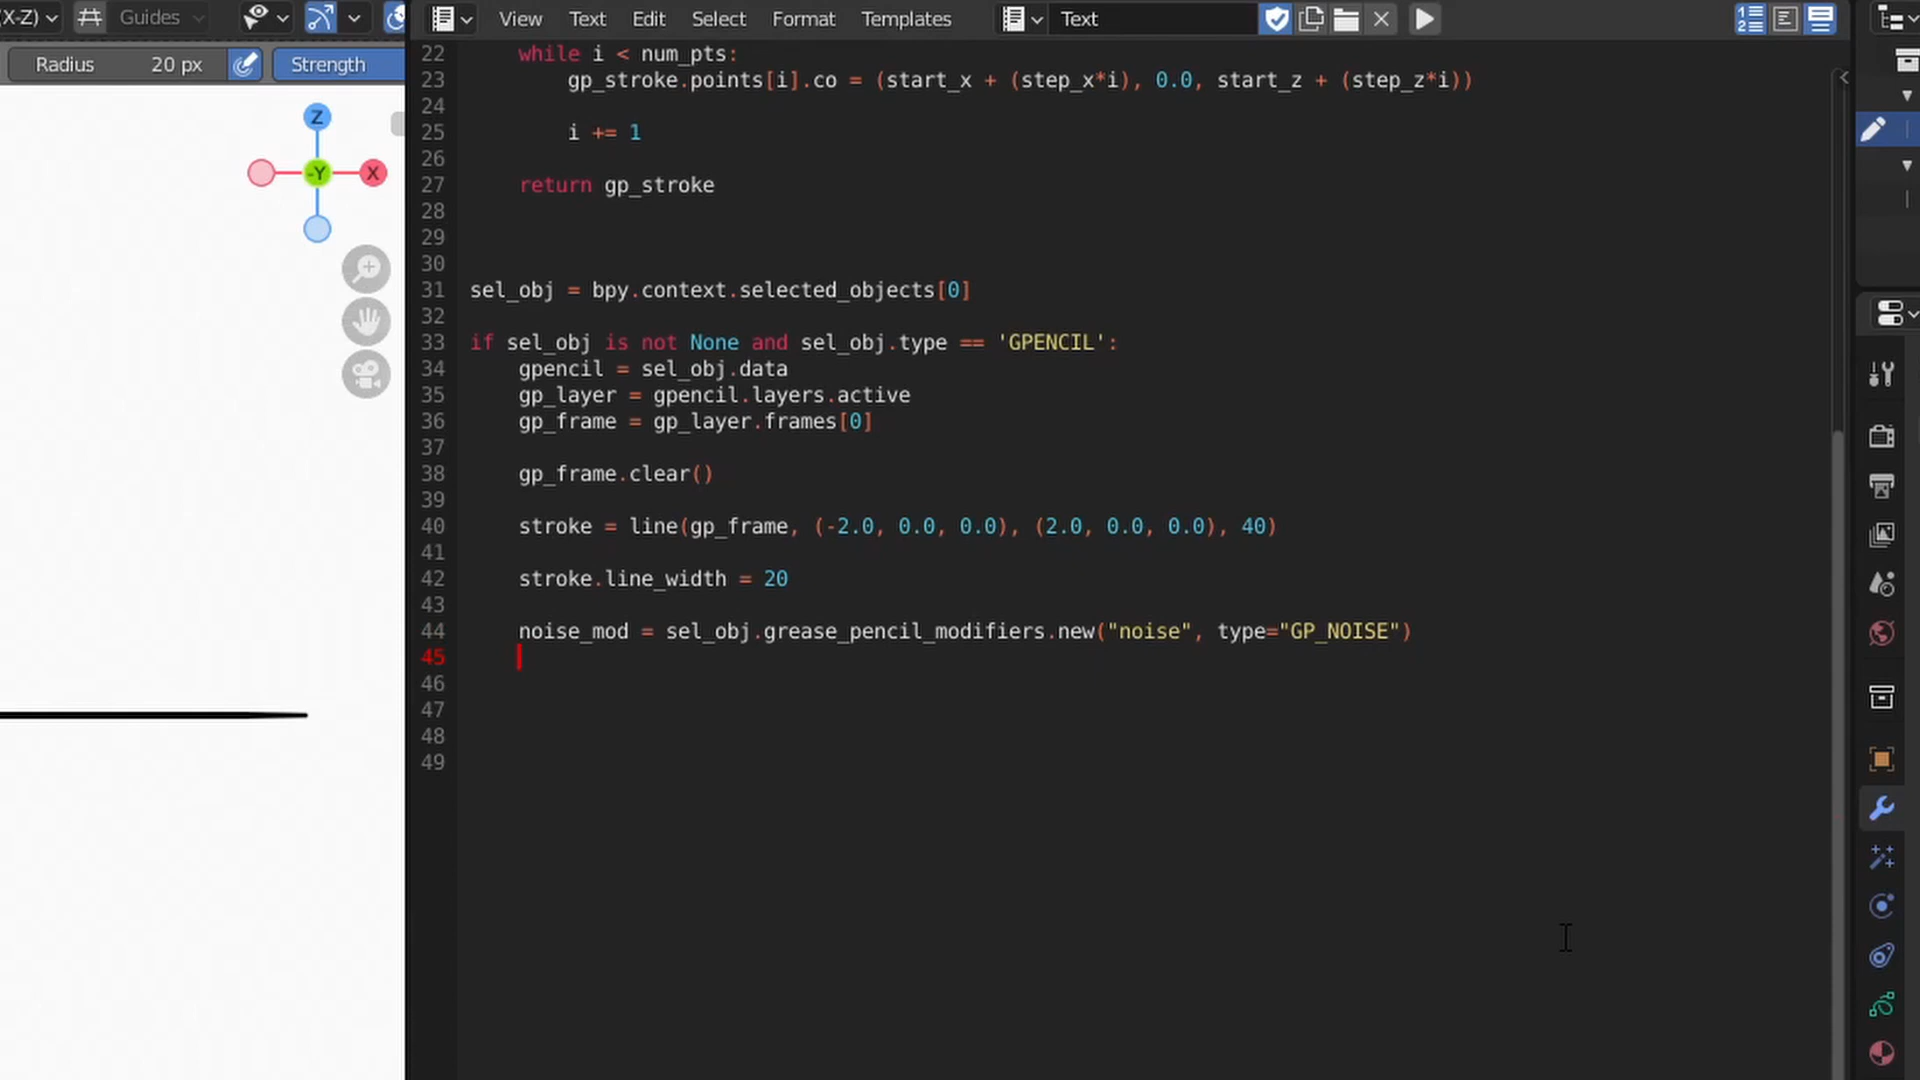 (X-Z) Guides
View Text Edit Select Format Templates Text
Radius 20 px Strength
Z
-Y X
22 while i < num_pts:
23 gp_stroke.points[i].co = (start_x + (step_x*i), 0.0, start_z + (step_z*i))
24
25 i += 1
26
27 return gp_stroke
28
29
30
31 sel_obj = bpy.context.selected_objects[0]
32
33 if sel_obj is not None and sel_obj.type == 'GPENCIL':
34 gpencil = sel_obj.data
35 gp_layer = gpencil.layers.active
36 gp_frame = gp_layer.frames[0]
37
38 gp_frame.clear()
39
40 stroke = line(gp_frame, (-2.0, 0.0, 0.0), (2.0, 0.0, 0.0), 40)
41
42 stroke.line_width = 20
43
44 noise_mod = sel_obj.grease_pencil_modifiers.new("noise", type="GP_NOISE")
45
46
47
48
49